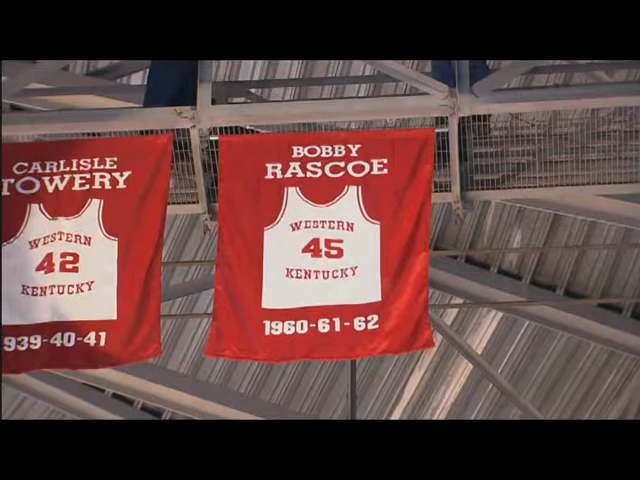 CARLISLE
TOWERY
WESTERN
42
KENTUCKY
939-40-41
BOBBY
RASCOE
WESTERN
45
KENTUCKY
1960-61-62